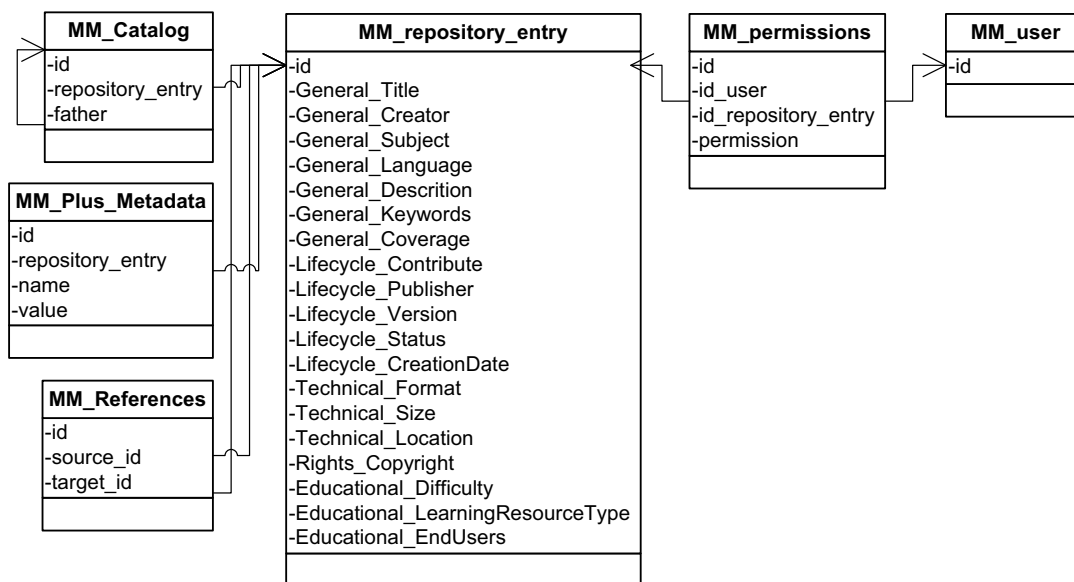 MM_Catalog
-id
-repository_entry
-father
MM_Plus_Metadata
-id
-repository_entry
-name
-value
MM_References
-id
-source_id
-target_id
MM_repository_entry
-id
-General_Title
-General_Creator
-General_Subject
-General_Language
-General_Descrition
-General_Keywords
-General_Coverage
-Lifecycle_Contribute
-Lifecycle_Publisher
-Lifecycle_Version
-Lifecycle_Status
-Lifecycle_CreationDate
-Technical_Format
-Technical_Size
-Technical_Location
-Rights_Copyright
-Educational_Difficulty
-Educational_LearningResourceType
-Educational_EndUsers
MM_permissions
-id
-id_user
-id_repository_entry
-permission
MM_user
-id